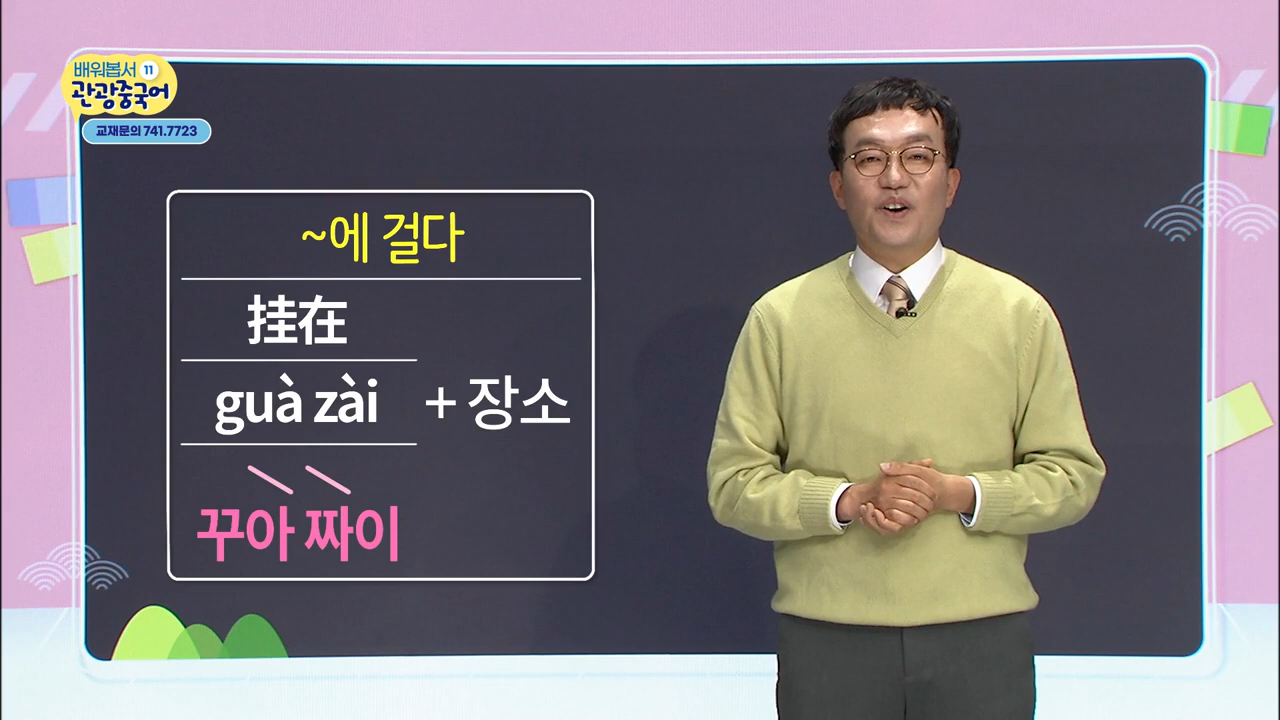 배워봅서 11
관광중국어
교재문의 741.7723
~에 걸다
挂在
guà zài
+ 장소
꾸아 짜이